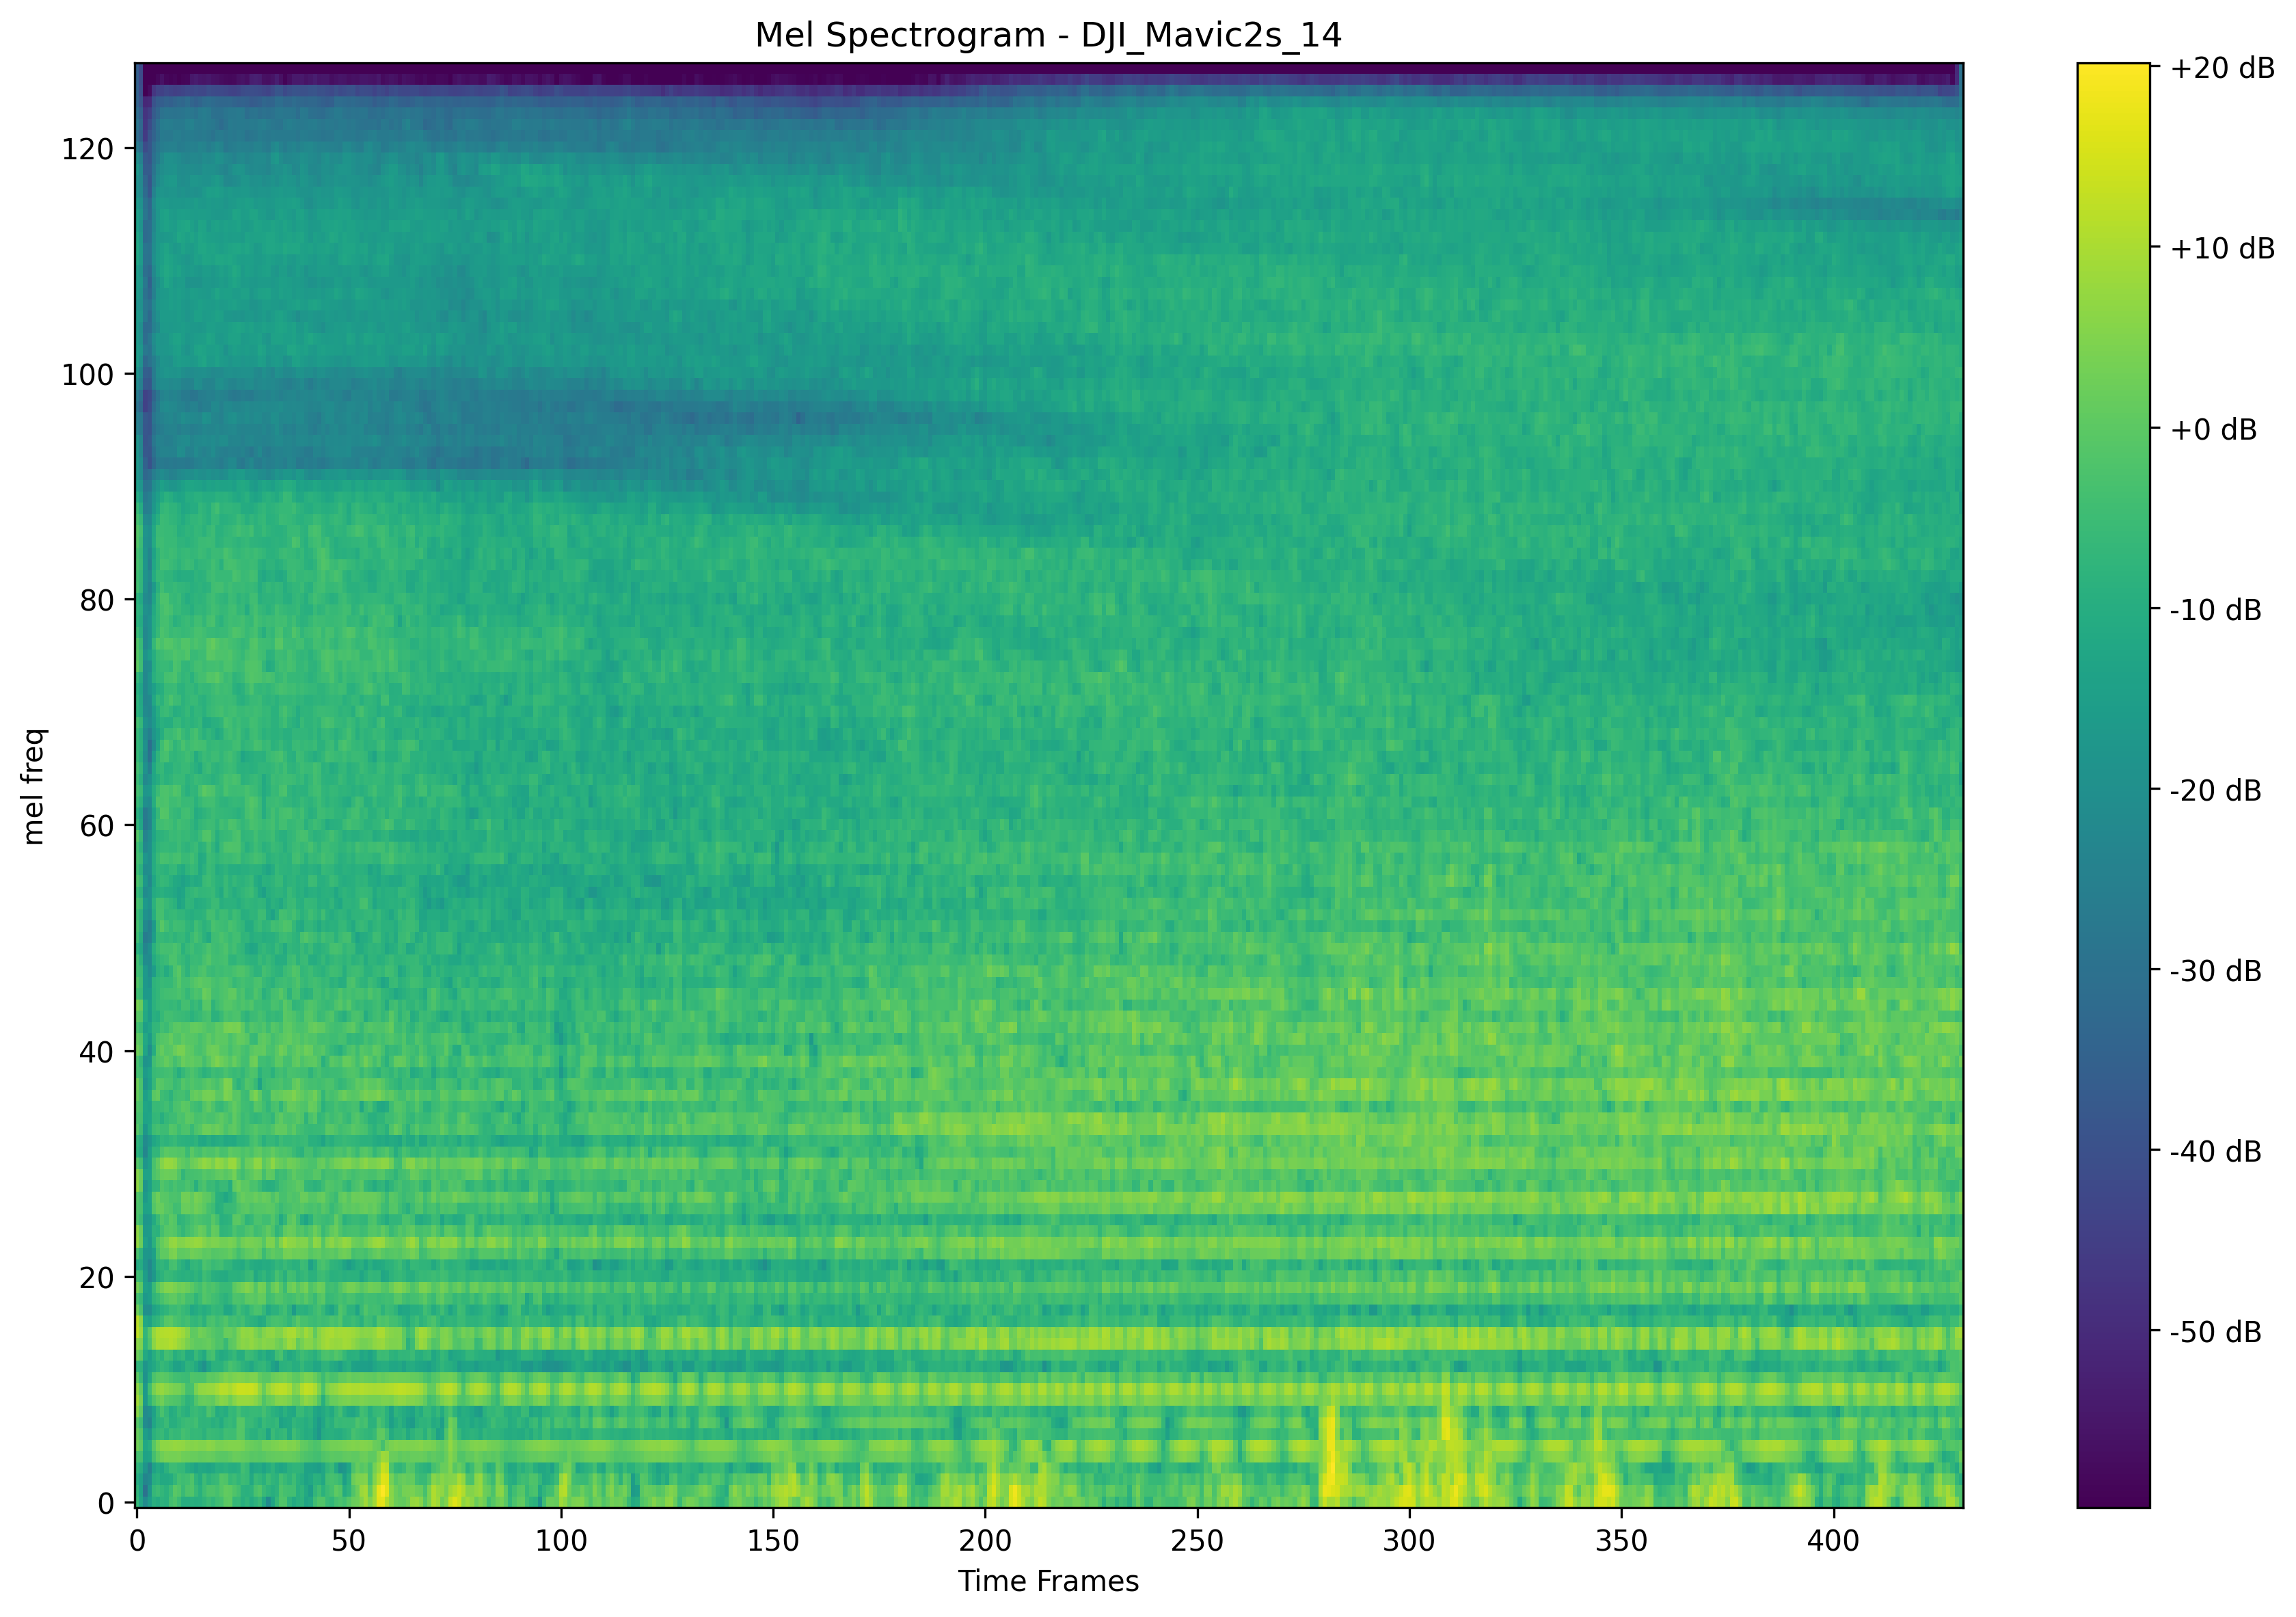 Mel Spectrogram - DJI_Mavic2s_14
mel freq
120
100
80
60
40
20
0
0 50 100 150 200 250 300 350 400
Time Frames
+20 dB
+10 dB
+0 dB
-10 dB
-20 dB
-30 dB
-40 dB
-50 dB